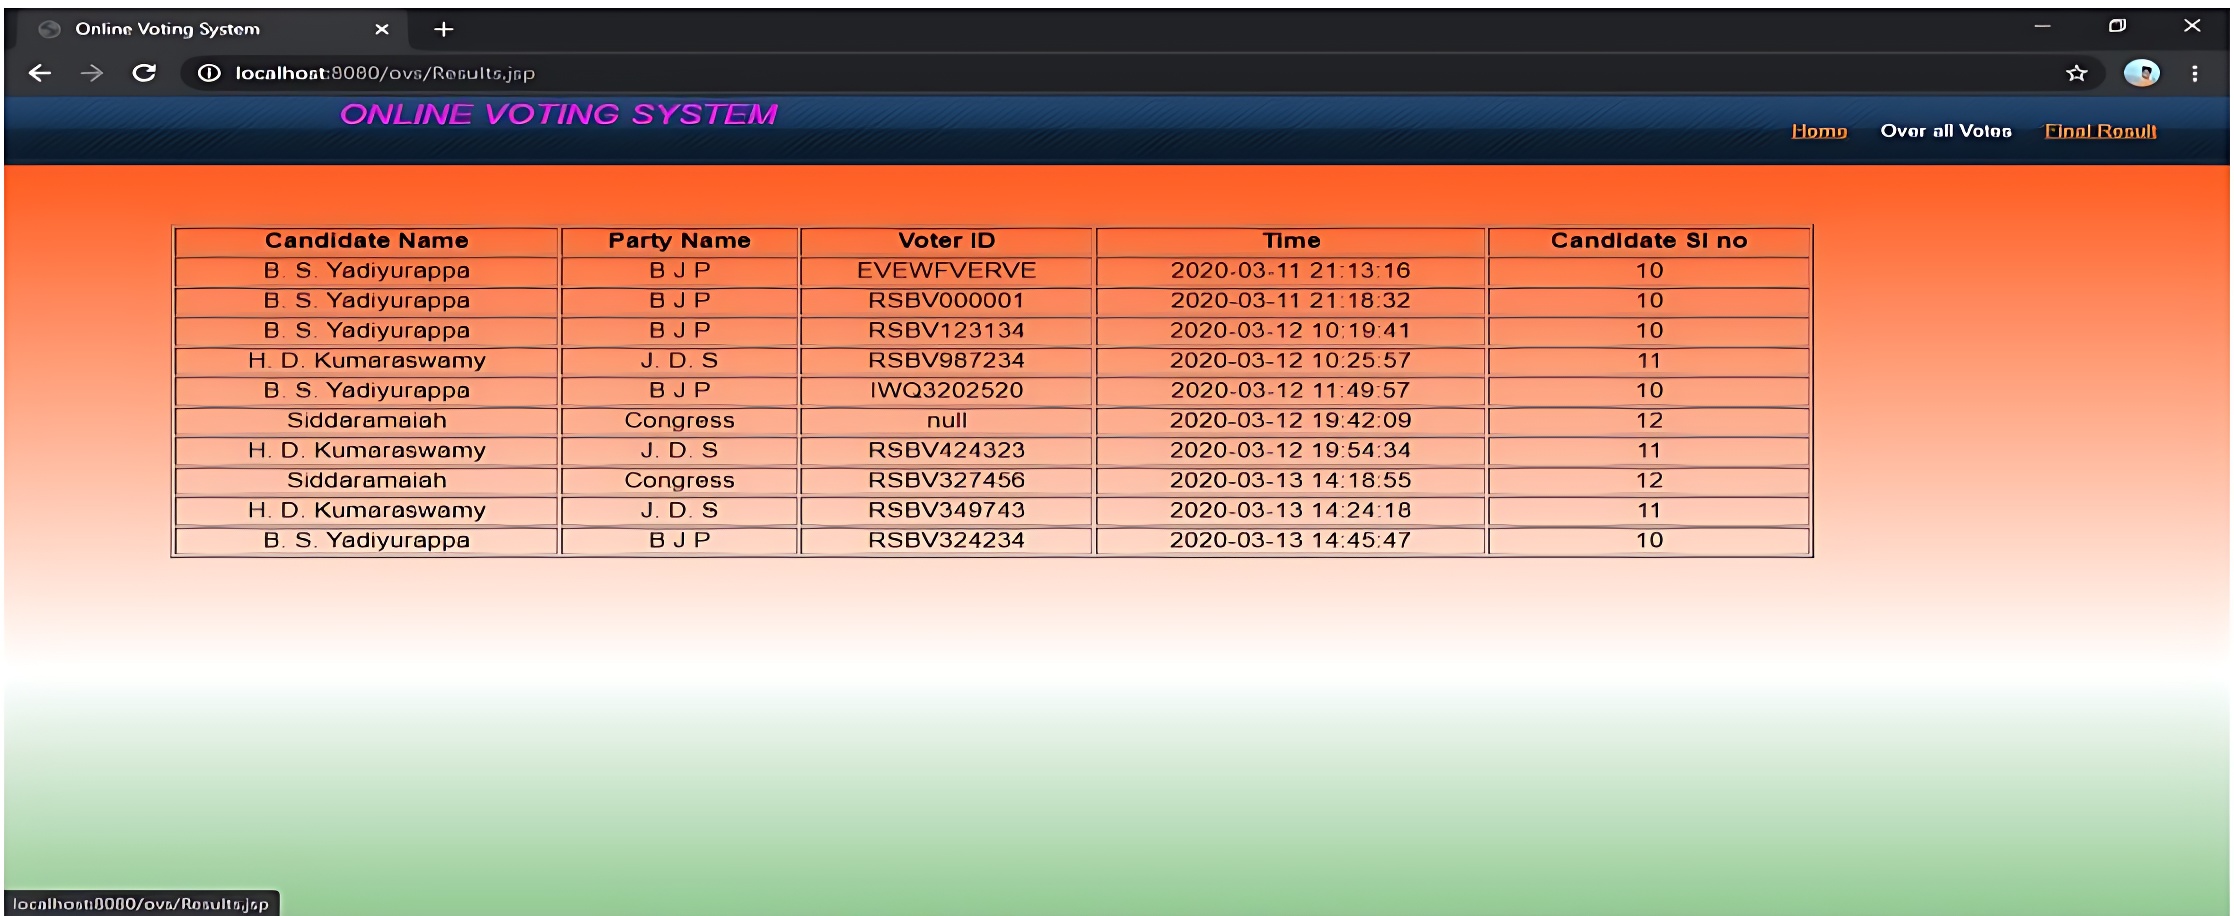 Online Voting System
localhost:8080/ovs/Results.jsp
ONLINE VOTING SYSTEM
Home Over all Votes Final Result
Candidate Name Party Name Voter ID Time Candidate Sl no
B. S. Yadiyurappa B J P EVEWFVERVE 2020-03-11 21:13:16 10
B. S. Yadiyurappa B J P RSBV000001 2020-03-11 21:18:32 10
B. S. Yadiyurappa B J P RSBV123134 2020-03-12 10:19:41 10
H. D. Kumaraswamy J. D. S RSBV987234 2020-03-12 10:25:57 11
B. S. Yadiyurappa B J P IWQ3202520 2020-03-12 11:49:57 10
Siddaramaiah Congress null 2020-03-12 19:42:09 12
H. D. Kumaraswamy J. D. S RSBV424323 2020-03-12 19:54:34 11
Siddaramaiah Congress RSBV327456 2020-03-13 14:18:55 12
H. D. Kumaraswamy J. D. S RSBV349743 2020-03-13 14:24:18 11
B. S. Yadiyurappa B J P RSBV324234 2020-03-13 14:45:47 10
localhost:8080/ovs/Results.jsp